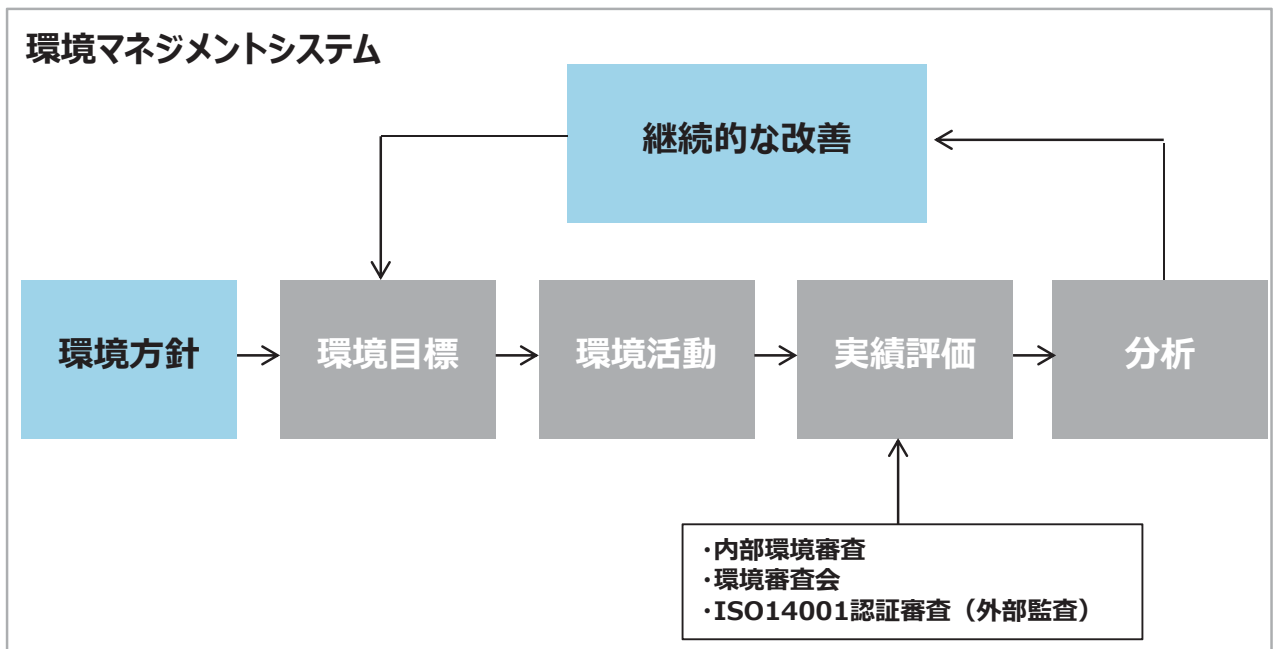 環境マネジメントシステム
継続的な改善
環境方針
環境目標
環境活動
実績評価
分析
・内部環境審査
・環境審査会
・ISO14001認証審査（外部監査）